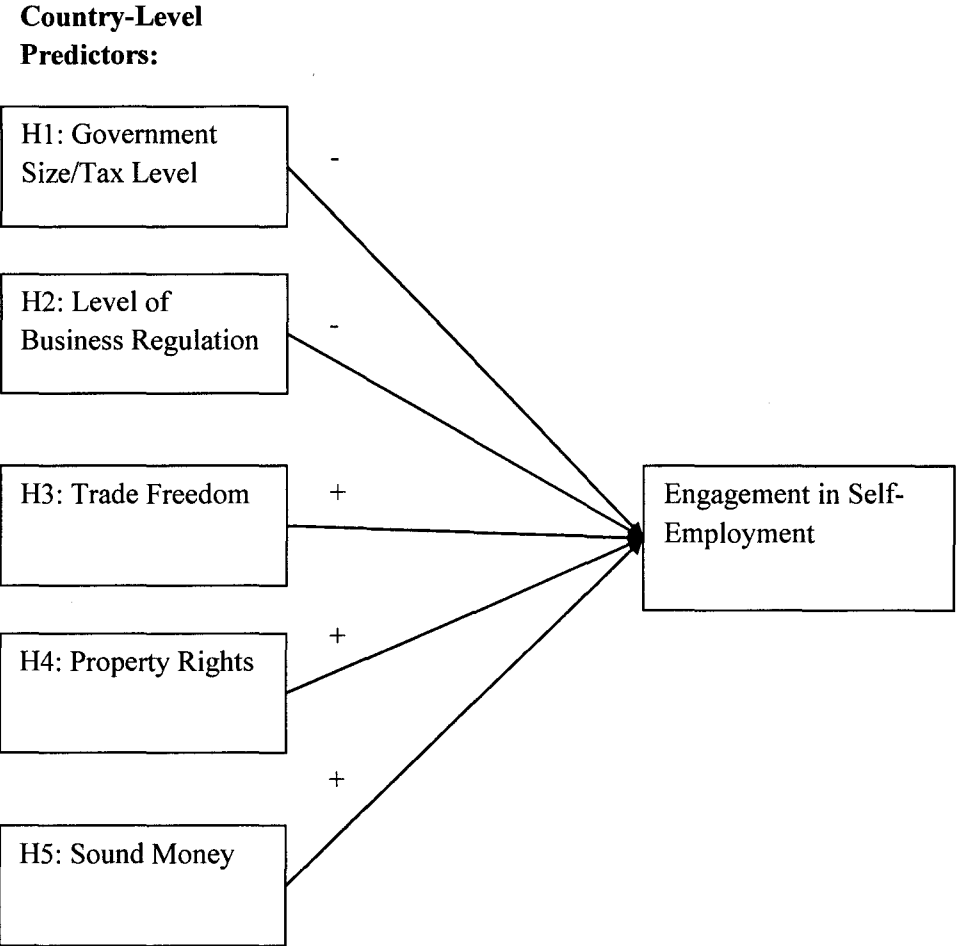 Country-Level
Predictors:
H1: Government
Size/Tax Level
-
H2: Level of
Business Regulation
-
H3: Trade Freedom
+
Engagement in Self-
Employment
H4: Property Rights
+
H5: Sound Money
+